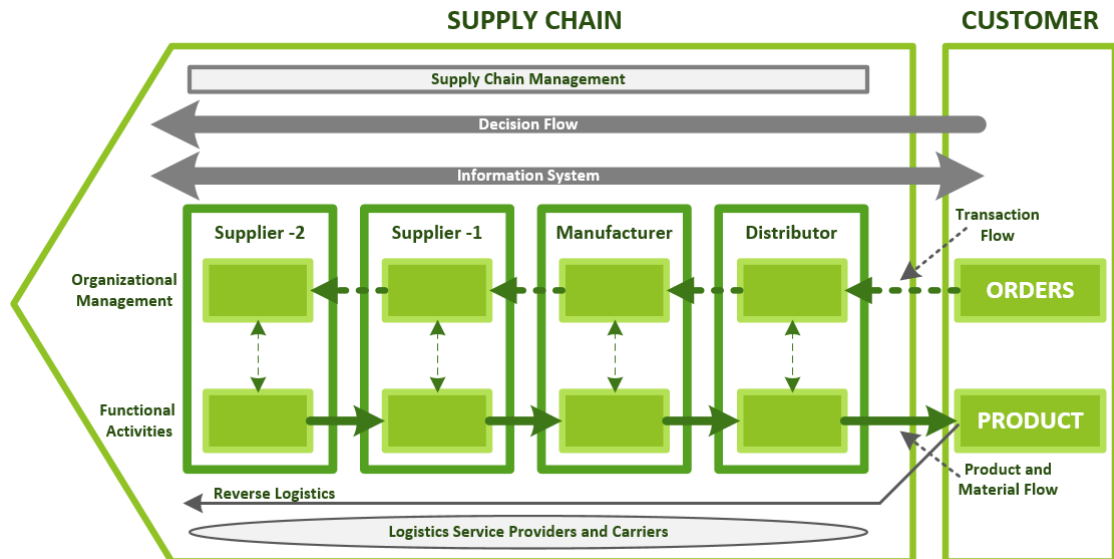 SUPPLY CHAIN
CUSTOMER
Supply Chain Management
Decision Flow
Information System
Supplier -2
Supplier -1
Manufacturer
Distributor
Transaction
Flow
Organizational
Management
ORDERS
Functional
Activities
PRODUCT
Product and
Material Flow
Reverse Logistics
Logistics Service Providers and Carriers